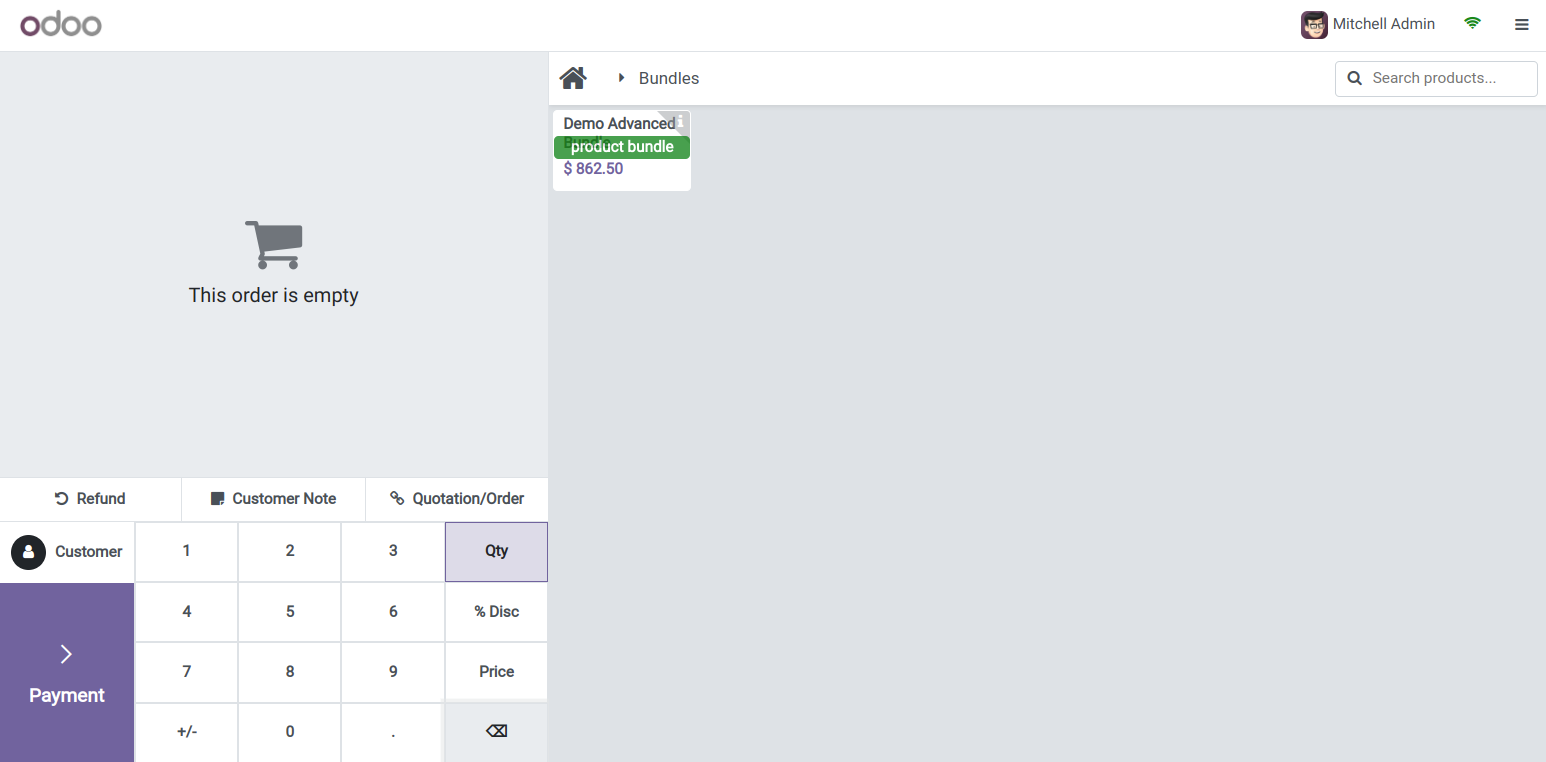 odoo
Mitchell Admin
Bundles
Search products...
Demo Advanced
Bundle
product bundle
$ 862.50
This order is empty
Refund
Customer Note
Quotation/Order
Customer
1
2
3
Qty
4
5
6
% Disc
7
8
9
Price
Payment
+/-
0
.